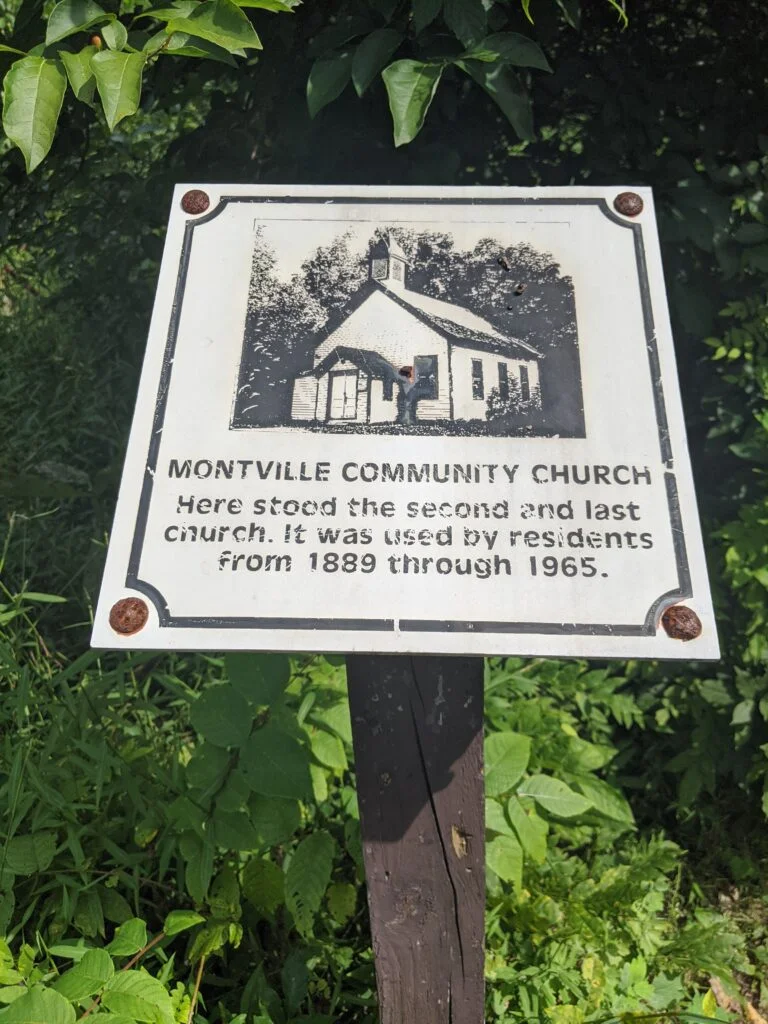 MONTVILLE COMMUNITY CHURCH
Here stood the second and last
church. It was used by residents
from 1889 through 1965.